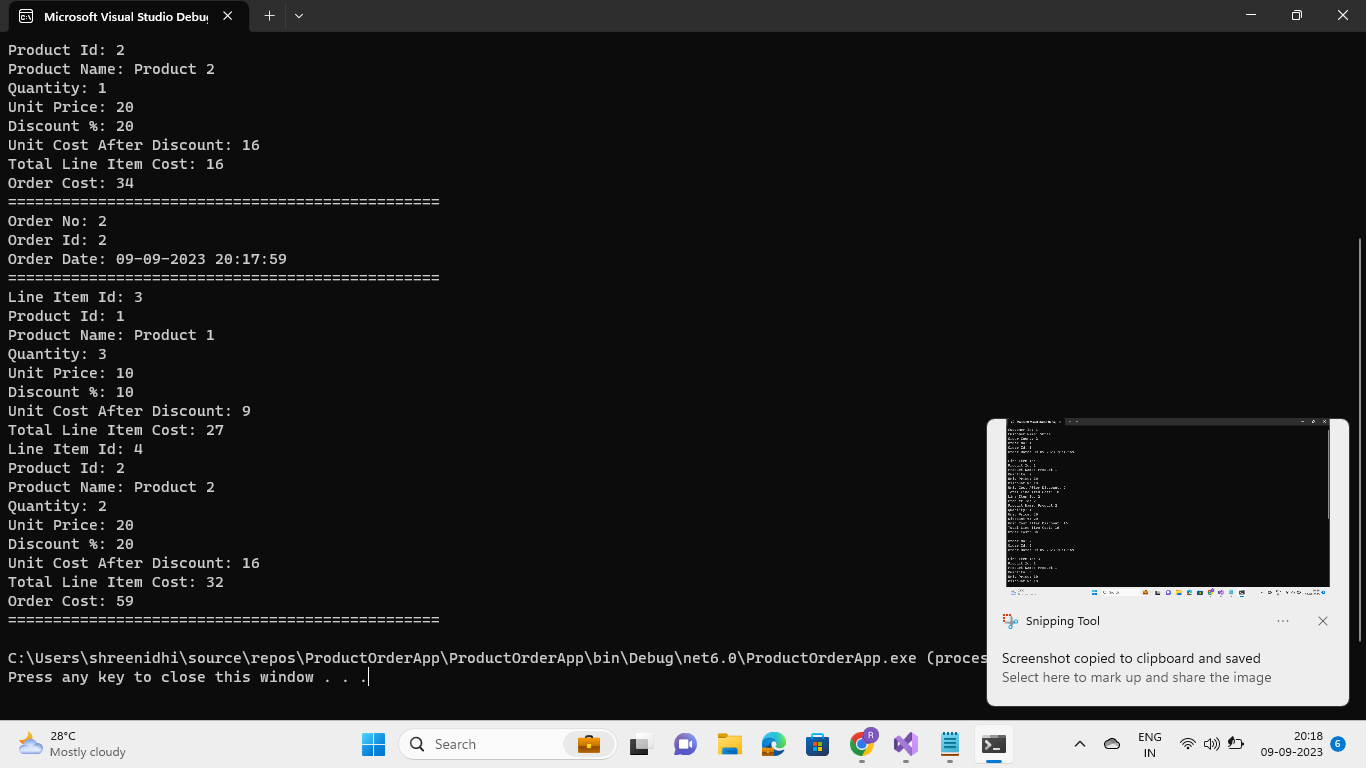 Microsoft Visual Studio Debu
Product Id: 2
Product Name: Product 2
Quantity: 1
Unit Price: 20
Discount %: 20
Unit Cost After Discount: 16
Total Line Item Cost: 16
Order Cost: 34
================================================
Order No: 2
Order Id: 2
Order Date: 09-09-2023 20:17:59
================================================
Line Item Id: 3
Product Id: 1
Product Name: Product 1
Quantity: 3
Unit Price: 10
Discount %: 10
Unit Cost After Discount: 9
Total Line Item Cost: 27
Line Item Id: 4
Product Id: 2
Product Name: Product 2
Quantity: 2
Unit Price: 20
Discount %: 20
Unit Cost After Discount: 16
Total Line Item Cost: 32
Order Cost: 59
================================================
C:\Users\shreenidhi\source\repos\ProductOrderApp\ProductOrderApp\bin\Debug\net6.0\ProductOrderApp.exe (proces
Press any key to close this window . . .
Snipping Tool
Screenshot copied to clipboard and saved
Select here to mark up and share the image
28°C
Mostly cloudy
Search
R
ENG
IN
20:18
09-09-2023
6